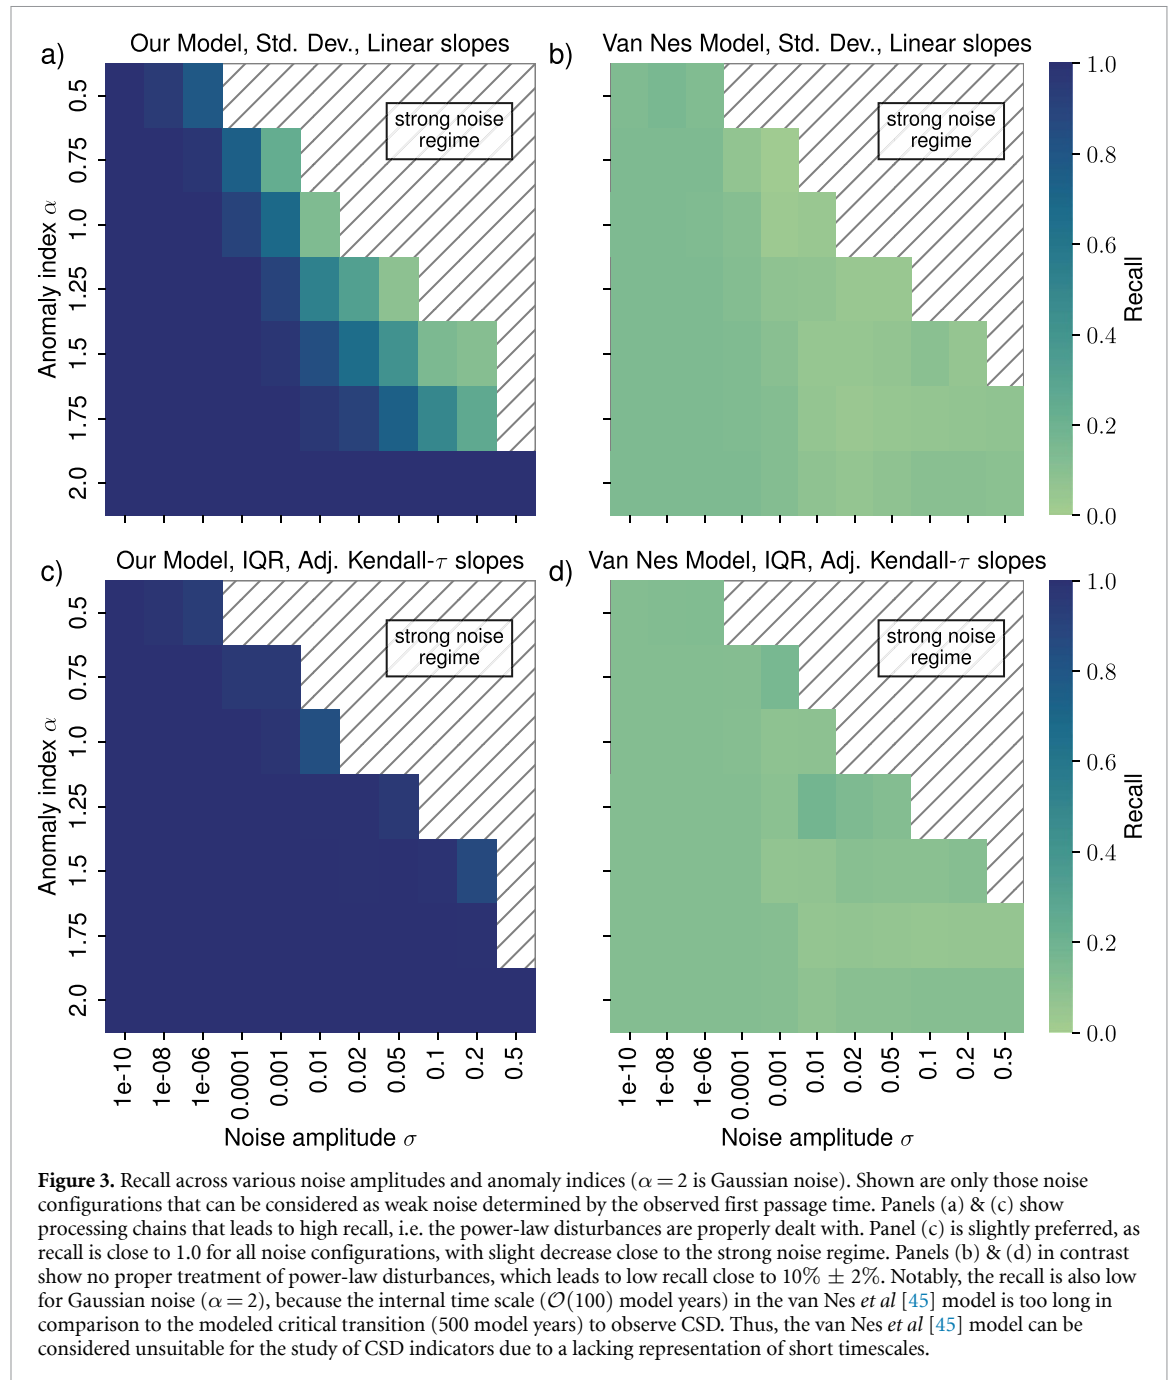 a)
Our Model, Std. Dev., Linear slopes
b)
Van Nes Model, Std. Dev., Linear slopes
strong noise
regime
strong noise
regime
Anomaly index α
0.5
0.75
1.0
1.25
1.5
1.75
2.0
1.0
0.8
0.6
0.4
0.2
0.0
Recall
c)
Our Model, IQR, Adj. Kendall-τ slopes
d)
Van Nes Model, IQR, Adj. Kendall-τ slopes
strong noise
regime
strong noise
regime
Anomaly index α
0.5
0.75
1.0
1.25
1.5
1.75
2.0
1.0
0.8
0.6
0.4
0.2
0.0
Recall
1e-10
1e-08
1e-06
0.0001
0.001
0.01
0.02
0.05
0.1
0.2
0.5
Noise amplitude σ
1e-10
1e-08
1e-06
0.0001
0.001
0.01
0.02
0.05
0.1
0.2
0.5
Noise amplitude σ
Figure 3. Recall across various noise amplitudes and anomaly indices (α = 2 is Gaussian noise). Shown are only those noise
configurations that can be considered as weak noise determined by the observed first passage time. Panels (a) & (c) show
processing chains that leads to high recall, i.e. the power-law disturbances are properly dealt with. Panel (c) is slightly preferred, as
recall is close to 1.0 for all noise configurations, with slight decrease close to the strong noise regime. Panels (b) & (d) in contrast
show no proper treatment of power-law disturbances, which leads to low recall close to 10% ± 2%. Notably, the recall is also low
for Gaussian noise (α = 2), because the internal time scale (𝒪(100) model years) in the van Nes et al [45] model is too long in
comparison to the modeled critical transition (500 model years) to observe CSD. Thus, the van Nes et al [45] model can be
considered unsuitable for the study of CSD indicators due to a lacking representation of short timescales.